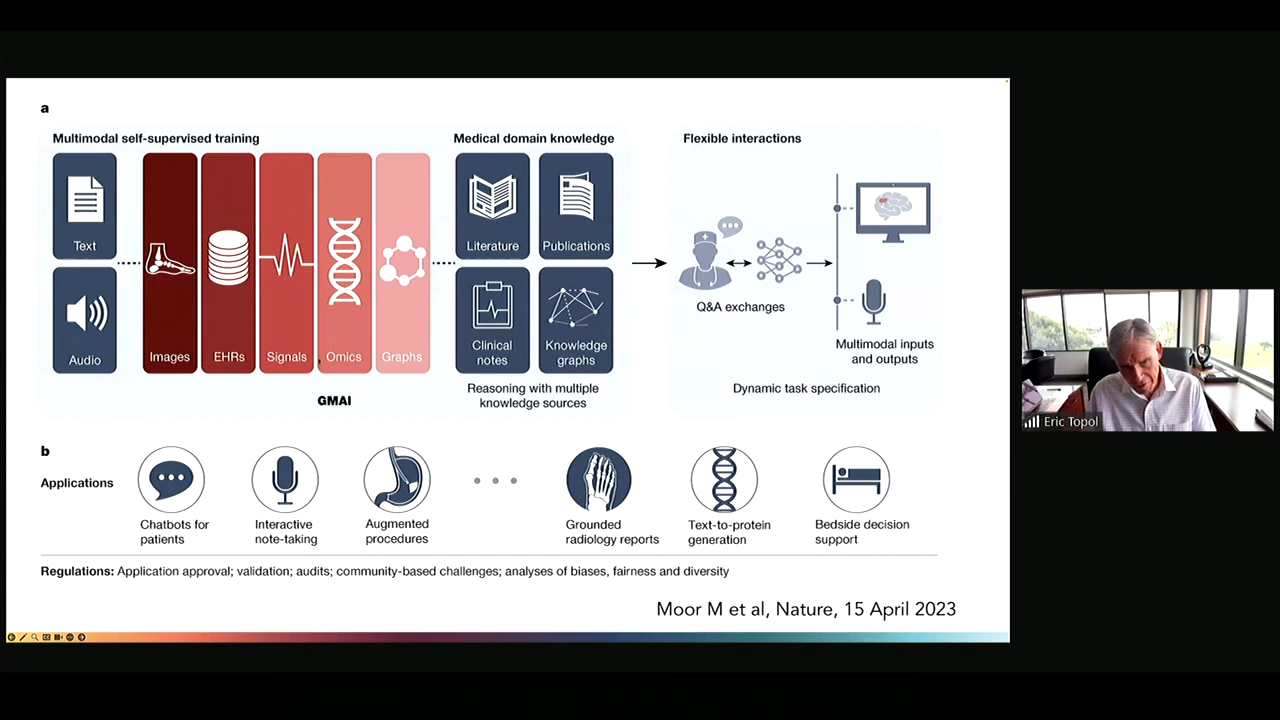 a
Multimodal self-supervised training
Text
Audio
Images
EHRs
Signals
Omics
Graphs
GMAI
Medical domain knowledge
Literature
Publications
Clinical
notes
Knowledge
graphs
Reasoning with multiple
knowledge sources
Flexible interactions
Q&A exchanges
Multimodal inputs
and outputs
Dynamic task specification
b
Applications
Chatbots for
patients
Interactive
note-taking
Augmented
procedures
Grounded
radiology reports
Text-to-protein
generation
Bedside decision
support
Regulations: Application approval; validation; audits; community-based challenges; analyses of biases, fairness and diversity
Moor M et al, Nature, 15 April 2023
Eric Topol